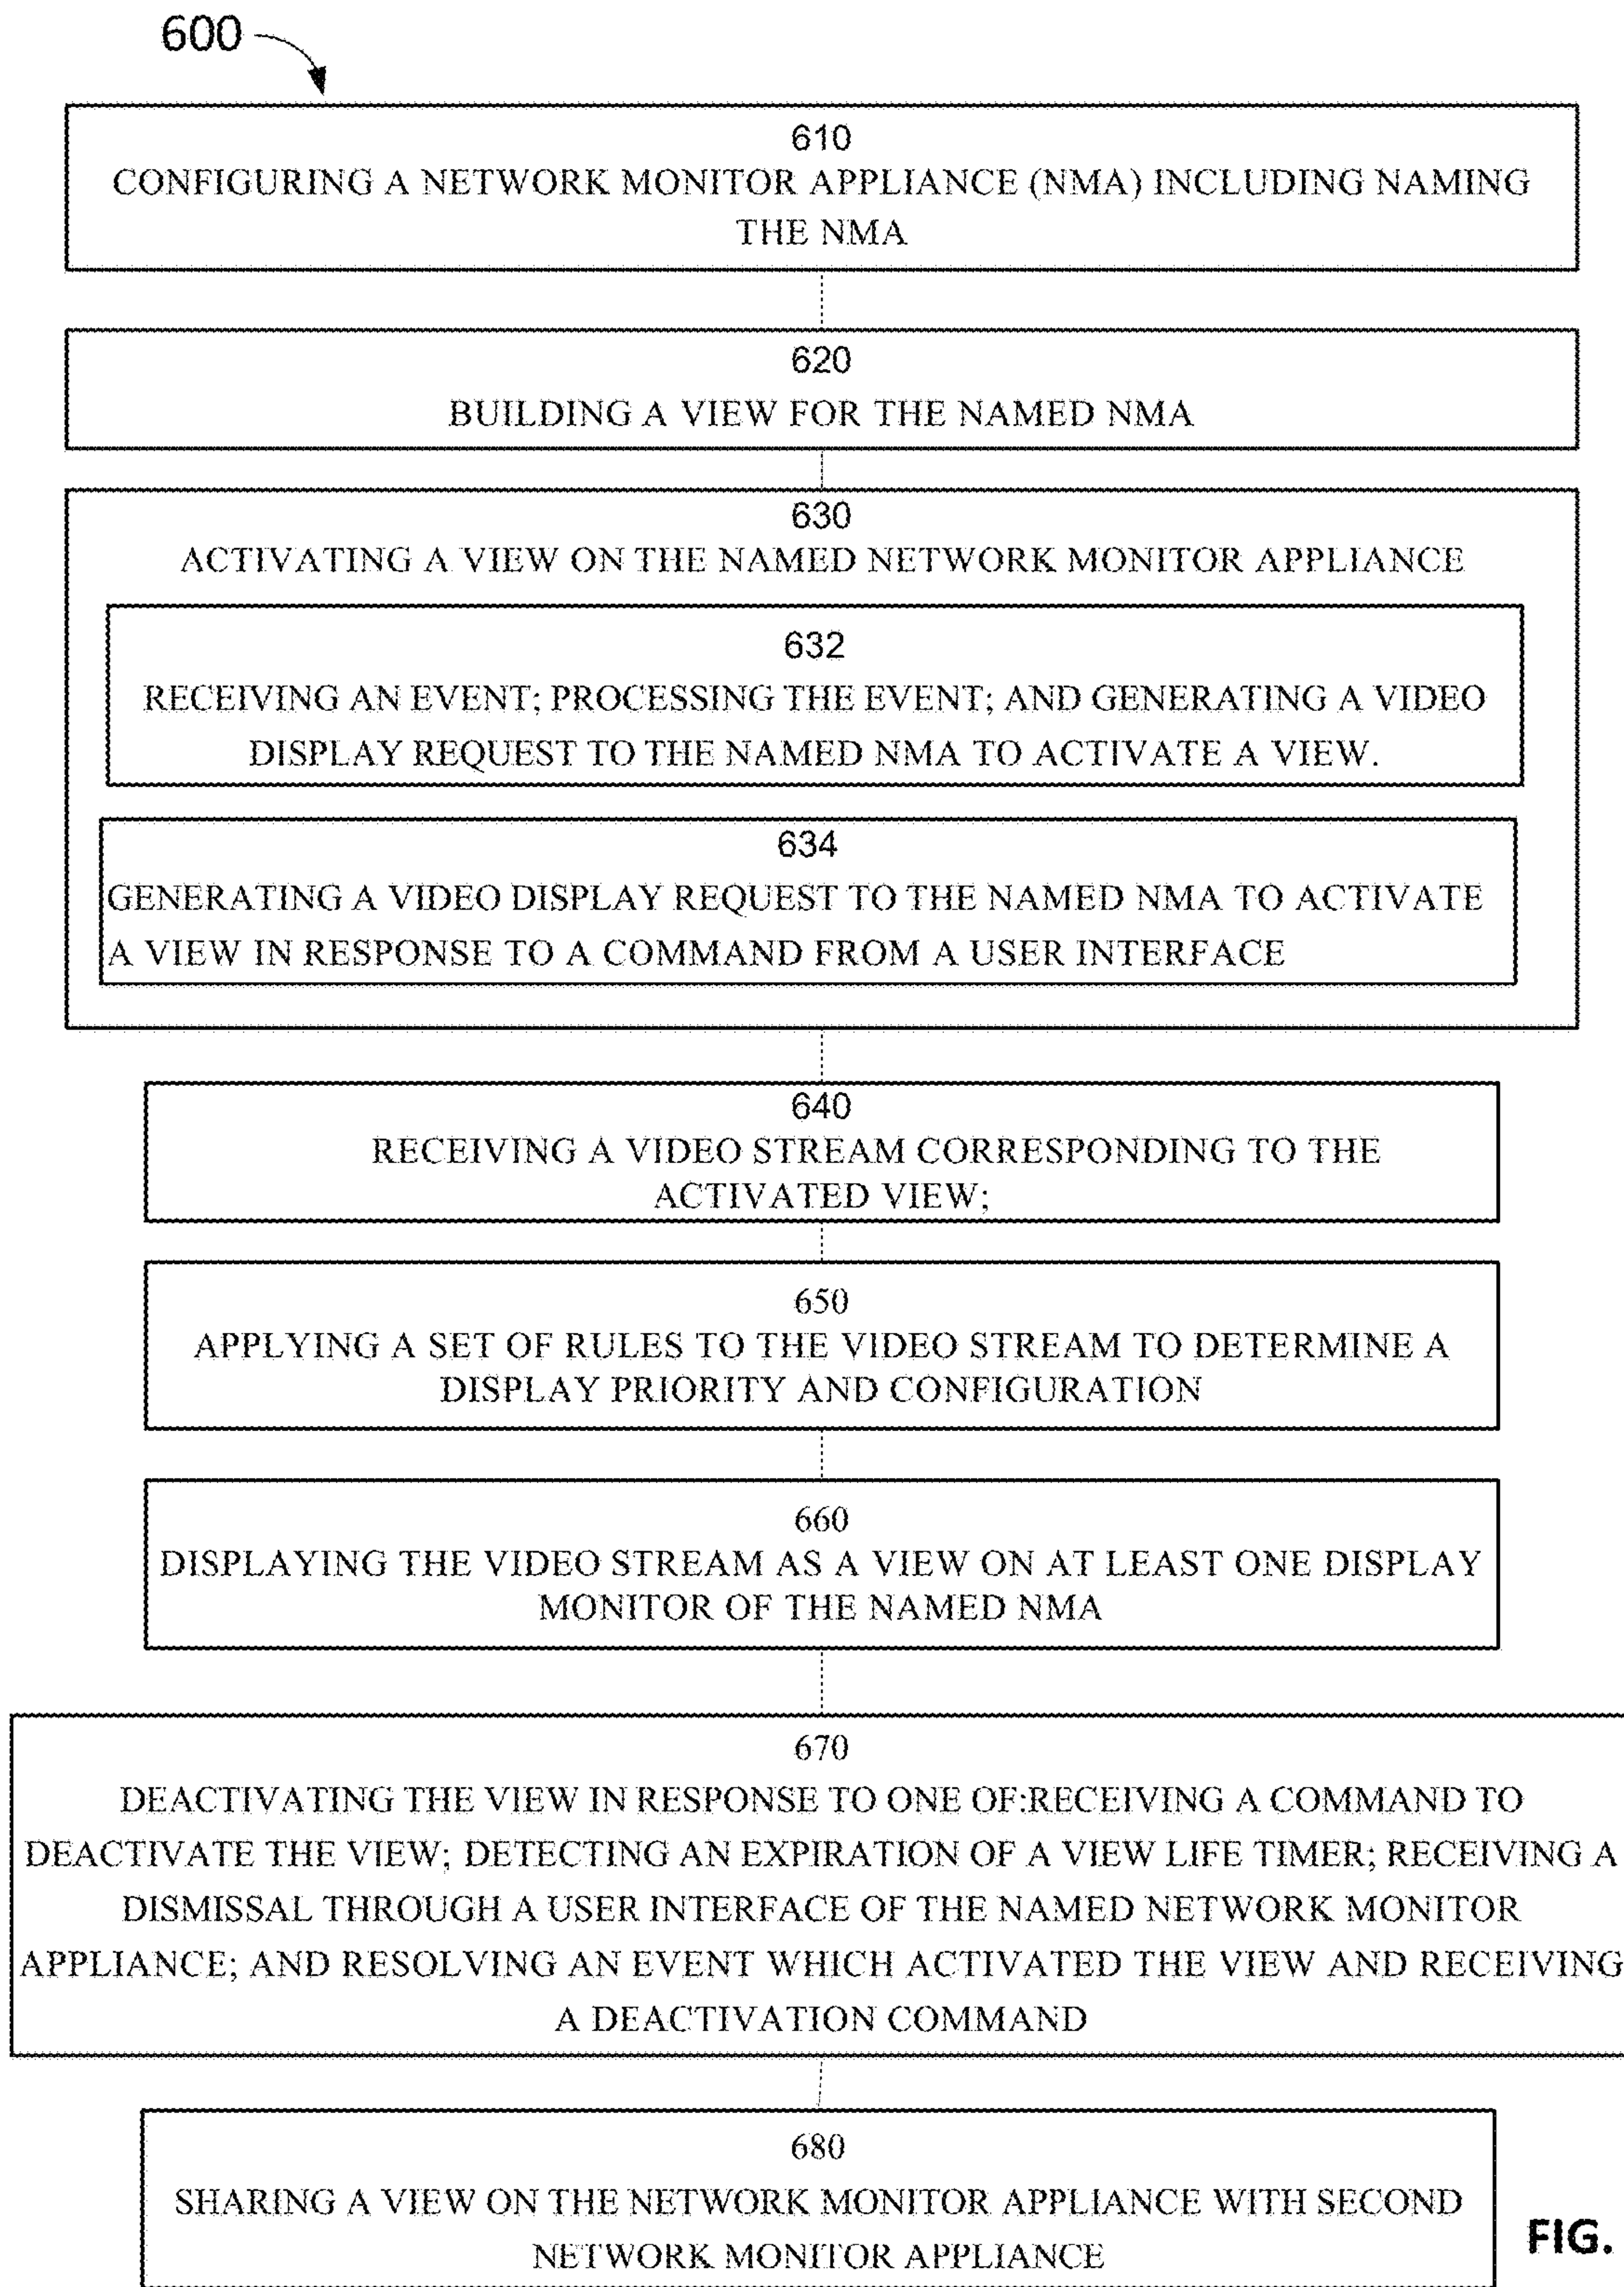 600
610
CONFIGURING A NETWORK MONITOR APPLIANCE (NMA) INCLUDING NAMING
THE NMA
620
BUILDING A VIEW FOR THE NAMED NMA
630
ACTIVATING A VIEW ON THE NAMED NETWORK MONITOR APPLIANCE
632
RECEIVING AN EVENT; PROCESSING THE EVENT; AND GENERATING A VIDEO
DISPLAY REQUEST TO THE NAMED NMA TO ACTIVATE A VIEW.
634
GENERATING A VIDEO DISPLAY REQUEST TO THE NAMED NMA TO ACTIVATE
A VIEW IN RESPONSE TO A COMMAND FROM A USER INTERFACE
640
RECEIVING A VIDEO STREAM CORRESPONDING TO THE
ACTIVATED VIEW;
650
APPLYING A SET OF RULES TO THE VIDEO STREAM TO DETERMINE A
DISPLAY PRIORITY AND CONFIGURATION
660
DISPLAYING THE VIDEO STREAM AS A VIEW ON AT LEAST ONE DISPLAY
MONITOR OF THE NAMED NMA
670
DEACTIVATING THE VIEW IN RESPONSE TO ONE OF:RECEIVING A COMMAND TO
DEACTIVATE THE VIEW; DETECTING AN EXPIRATION OF A VIEW LIFE TIMER; RECEIVING A
DISMISSAL THROUGH A USER INTERFACE OF THE NAMED NETWORK MONITOR
APPLIANCE; AND RESOLVING AN EVENT WHICH ACTIVATED THE VIEW AND RECEIVING
A DEACTIVATION COMMAND
680
SHARING A VIEW ON THE NETWORK MONITOR APPLIANCE WITH SECOND
NETWORK MONITOR APPLIANCE
FIG.